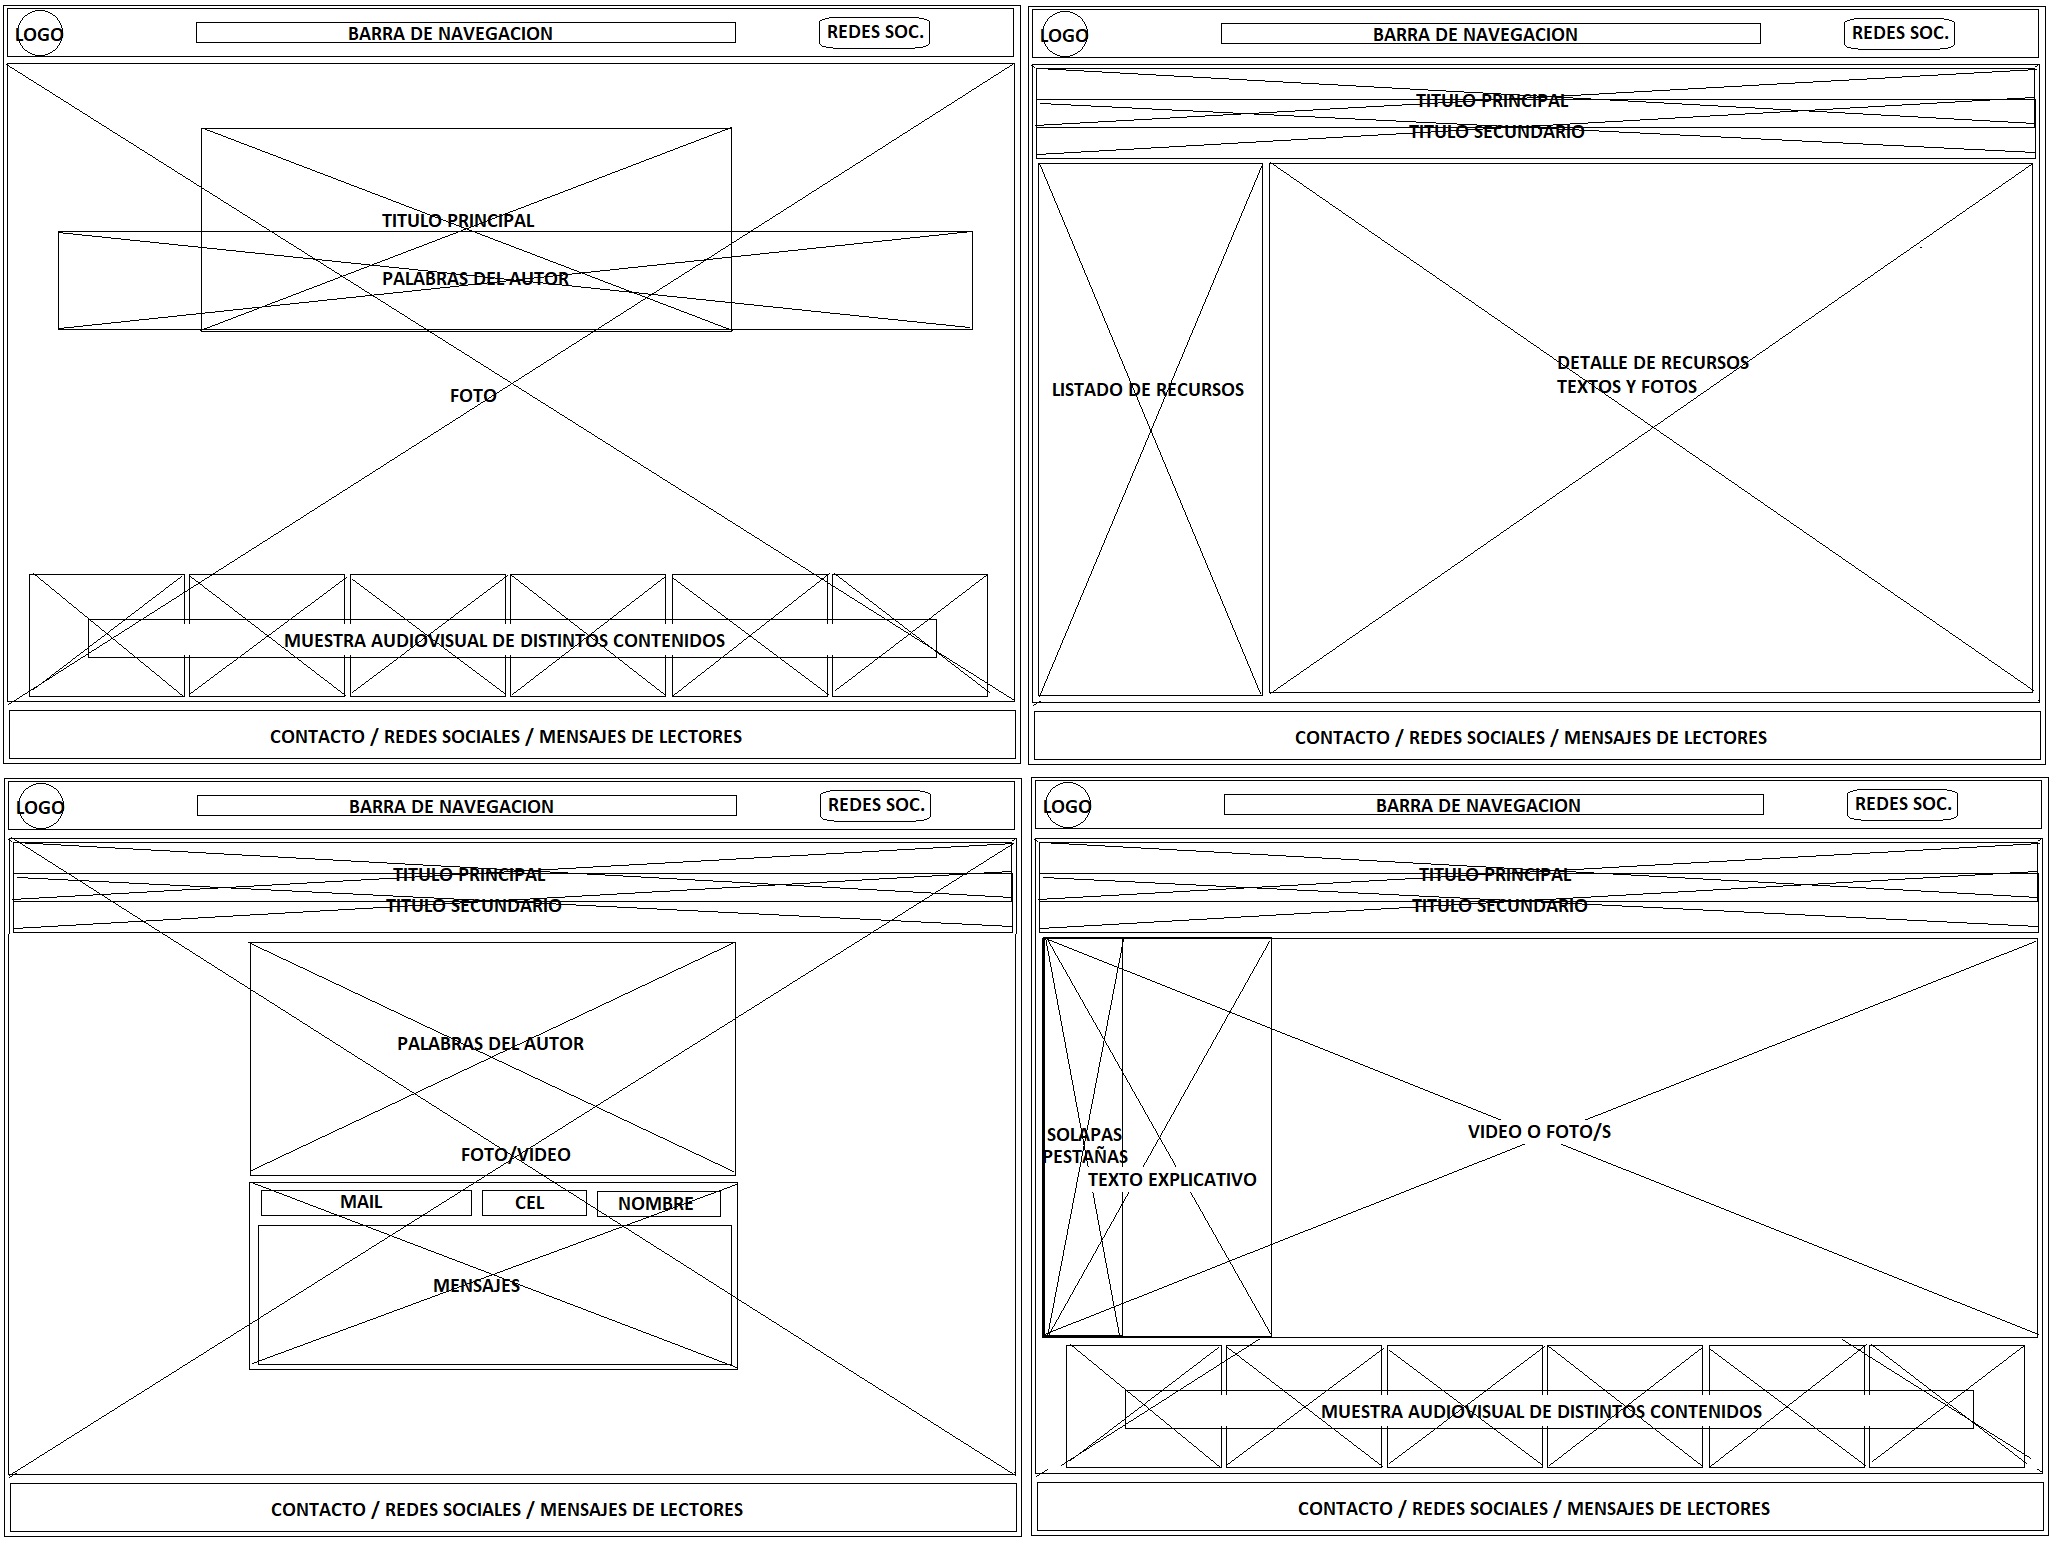 LOGO
BARRA DE NAVEGACION
REDES SOC.
TITULO PRINCIPAL
PALABRAS DEL AUTOR
FOTO
MUESTRA AUDIOVISUAL DE DISTINTOS CONTENIDOS
CONTACTO / REDES SOCIALES / MENSAJES DE LECTORES
LOGO
BARRA DE NAVEGACION
REDES SOC.
TITULO PRINCIPAL
TITULO SECUNDARIO
LISTADO DE RECURSOS
DETALLE DE RECURSOS
TEXTOS Y FOTOS
CONTACTO / REDES SOCIALES / MENSAJES DE LECTORES
LOGO
BARRA DE NAVEGACION
REDES SOC.
TITULO PRINCIPAL
TITULO SECUNDARIO
PALABRAS DEL AUTOR
FOTO/VIDEO
MAIL
CEL
NOMBRE
MENSAJES
CONTACTO / REDES SOCIALES / MENSAJES DE LECTORES
LOGO
BARRA DE NAVEGACION
REDES SOC.
TITULO PRINCIPAL
TITULO SECUNDARIO
SOLAPAS
PESTAÑAS
TEXTO EXPLICATIVO
VIDEO O FOTO/S
MUESTRA AUDIOVISUAL DE DISTINTOS CONTENIDOS
CONTACTO / REDES SOCIALES / MENSAJES DE LECTORES